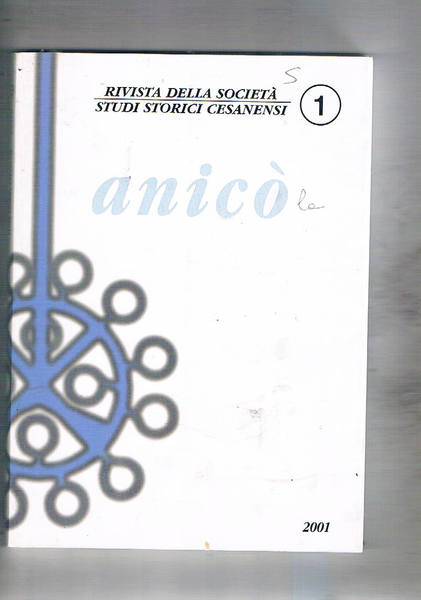 RIVISTA DELLA SOCIETÀ
STUDI STORICI CESANENSI
1
anicò
2001